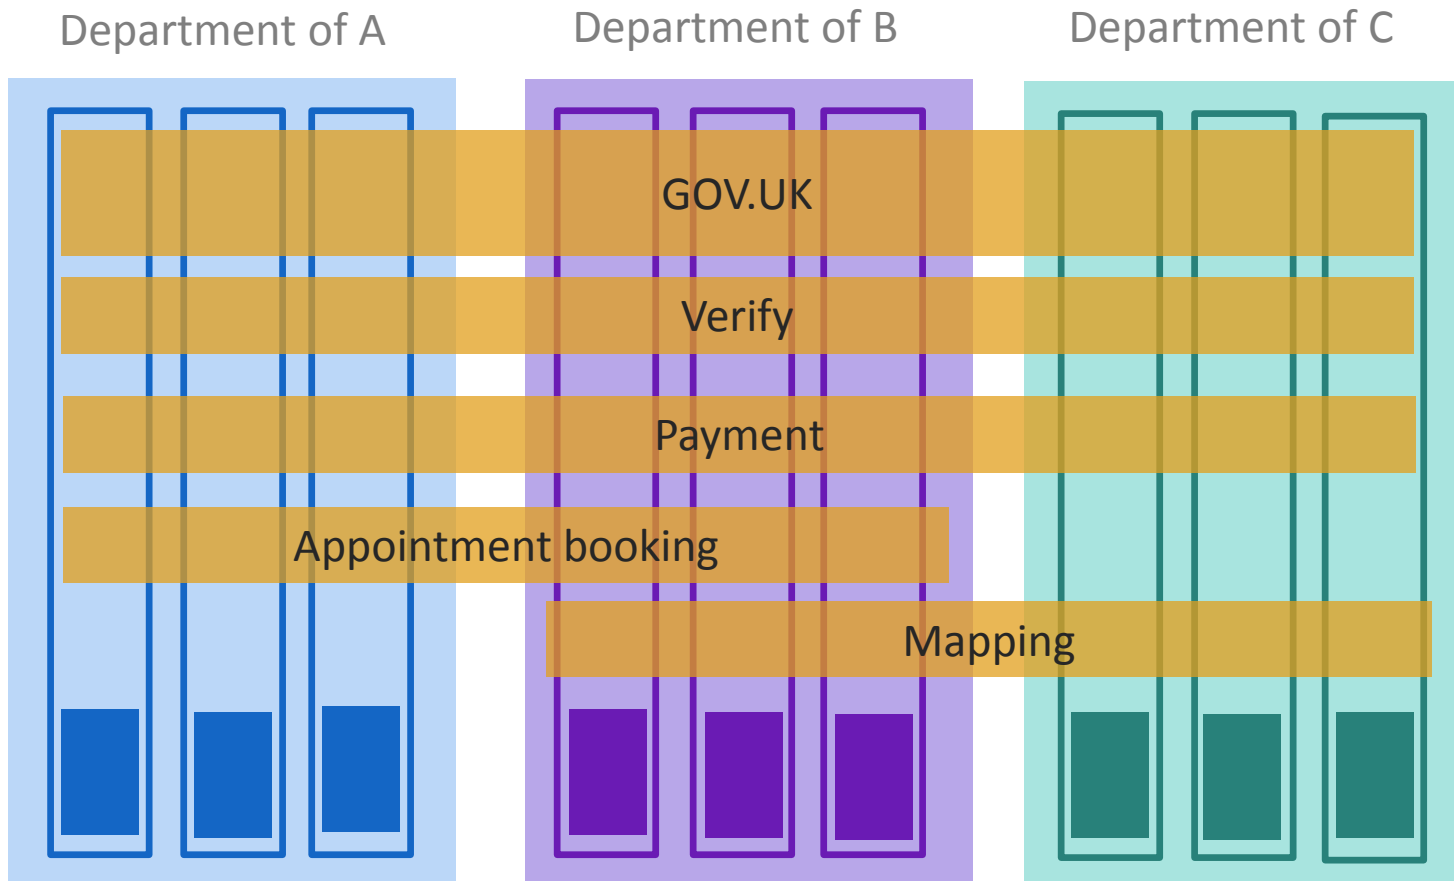 Department of A
Department of B
Department of C
GOV.UK
Verify
Payment
Appointment booking
Mapping